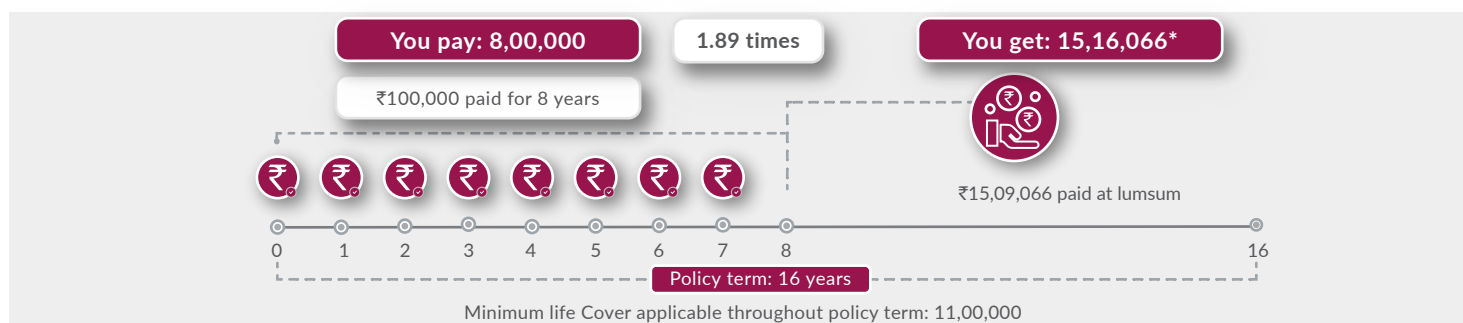 You pay: 8,00,000
1.89 times
You get: 15,16,066*
₹100,000 paid for 8 years
₹ ₹
₹ ₹ ₹ ₹ ₹ ₹ ₹ ₹
₹15,09,066 paid at lumsum
0 1 2 3 4 5 6 7 8 16
Policy term: 16 years
Minimum life Cover applicable throughout policy term: 11,00,000